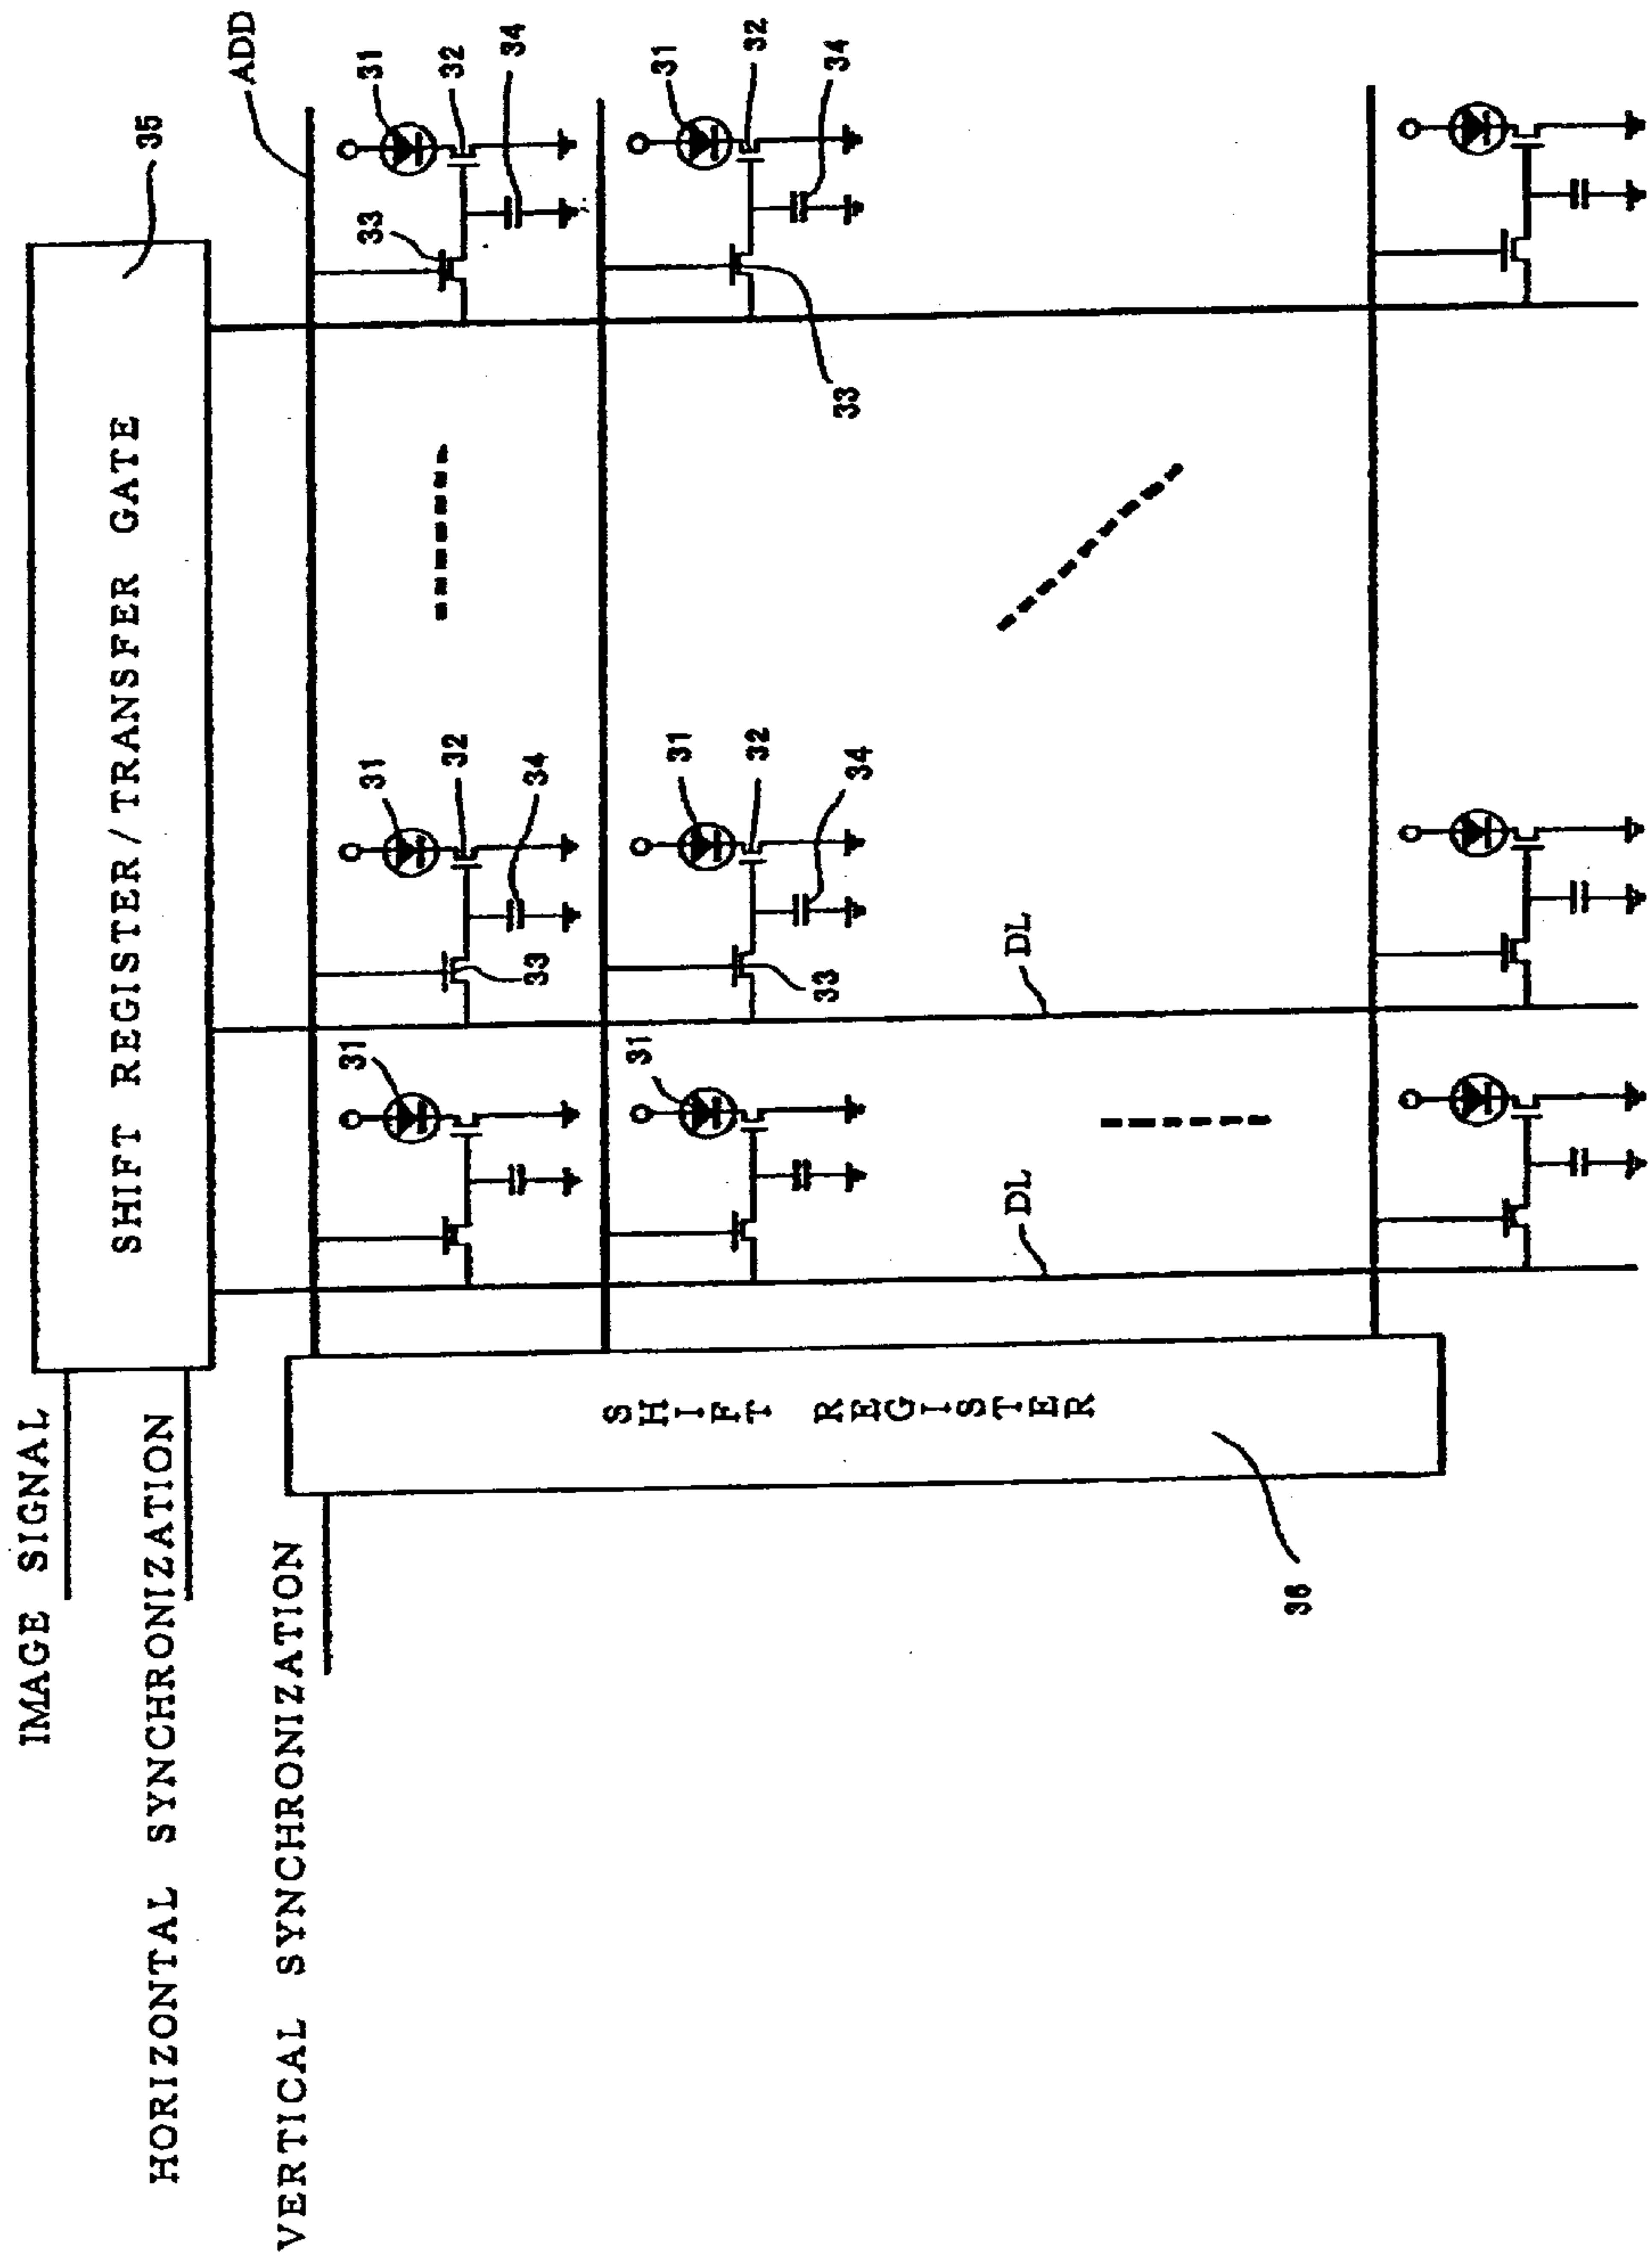 IMAGE SIGNAL
SHIFT REGISTER/TRANSFER GATE
35
HORIZONTAL SYNCHRONIZATION
ADD
VERTICAL SYNCHRONIZATION
31
31
33
31
32
32
34
33
34
SHIFT REGISTER
31
31
31
32
32
33
34
33
34
DL
DL
36